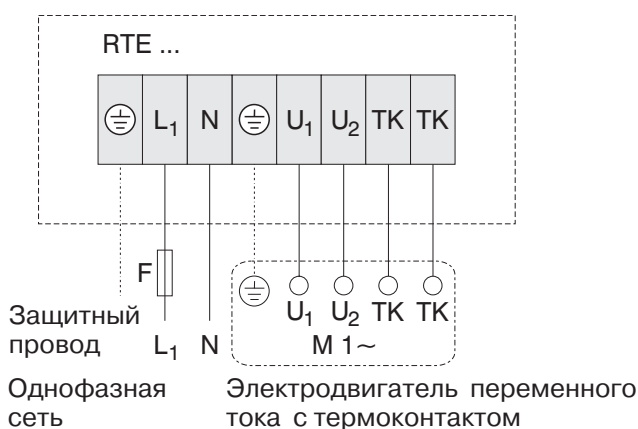 RTE ...
L1 N U1 U2 TK TK
F
U1 U2 TK TK
Защитный
провод L1 N M 1~
Однофазная Электродвигатель переменного
сеть тока с термоконтактом